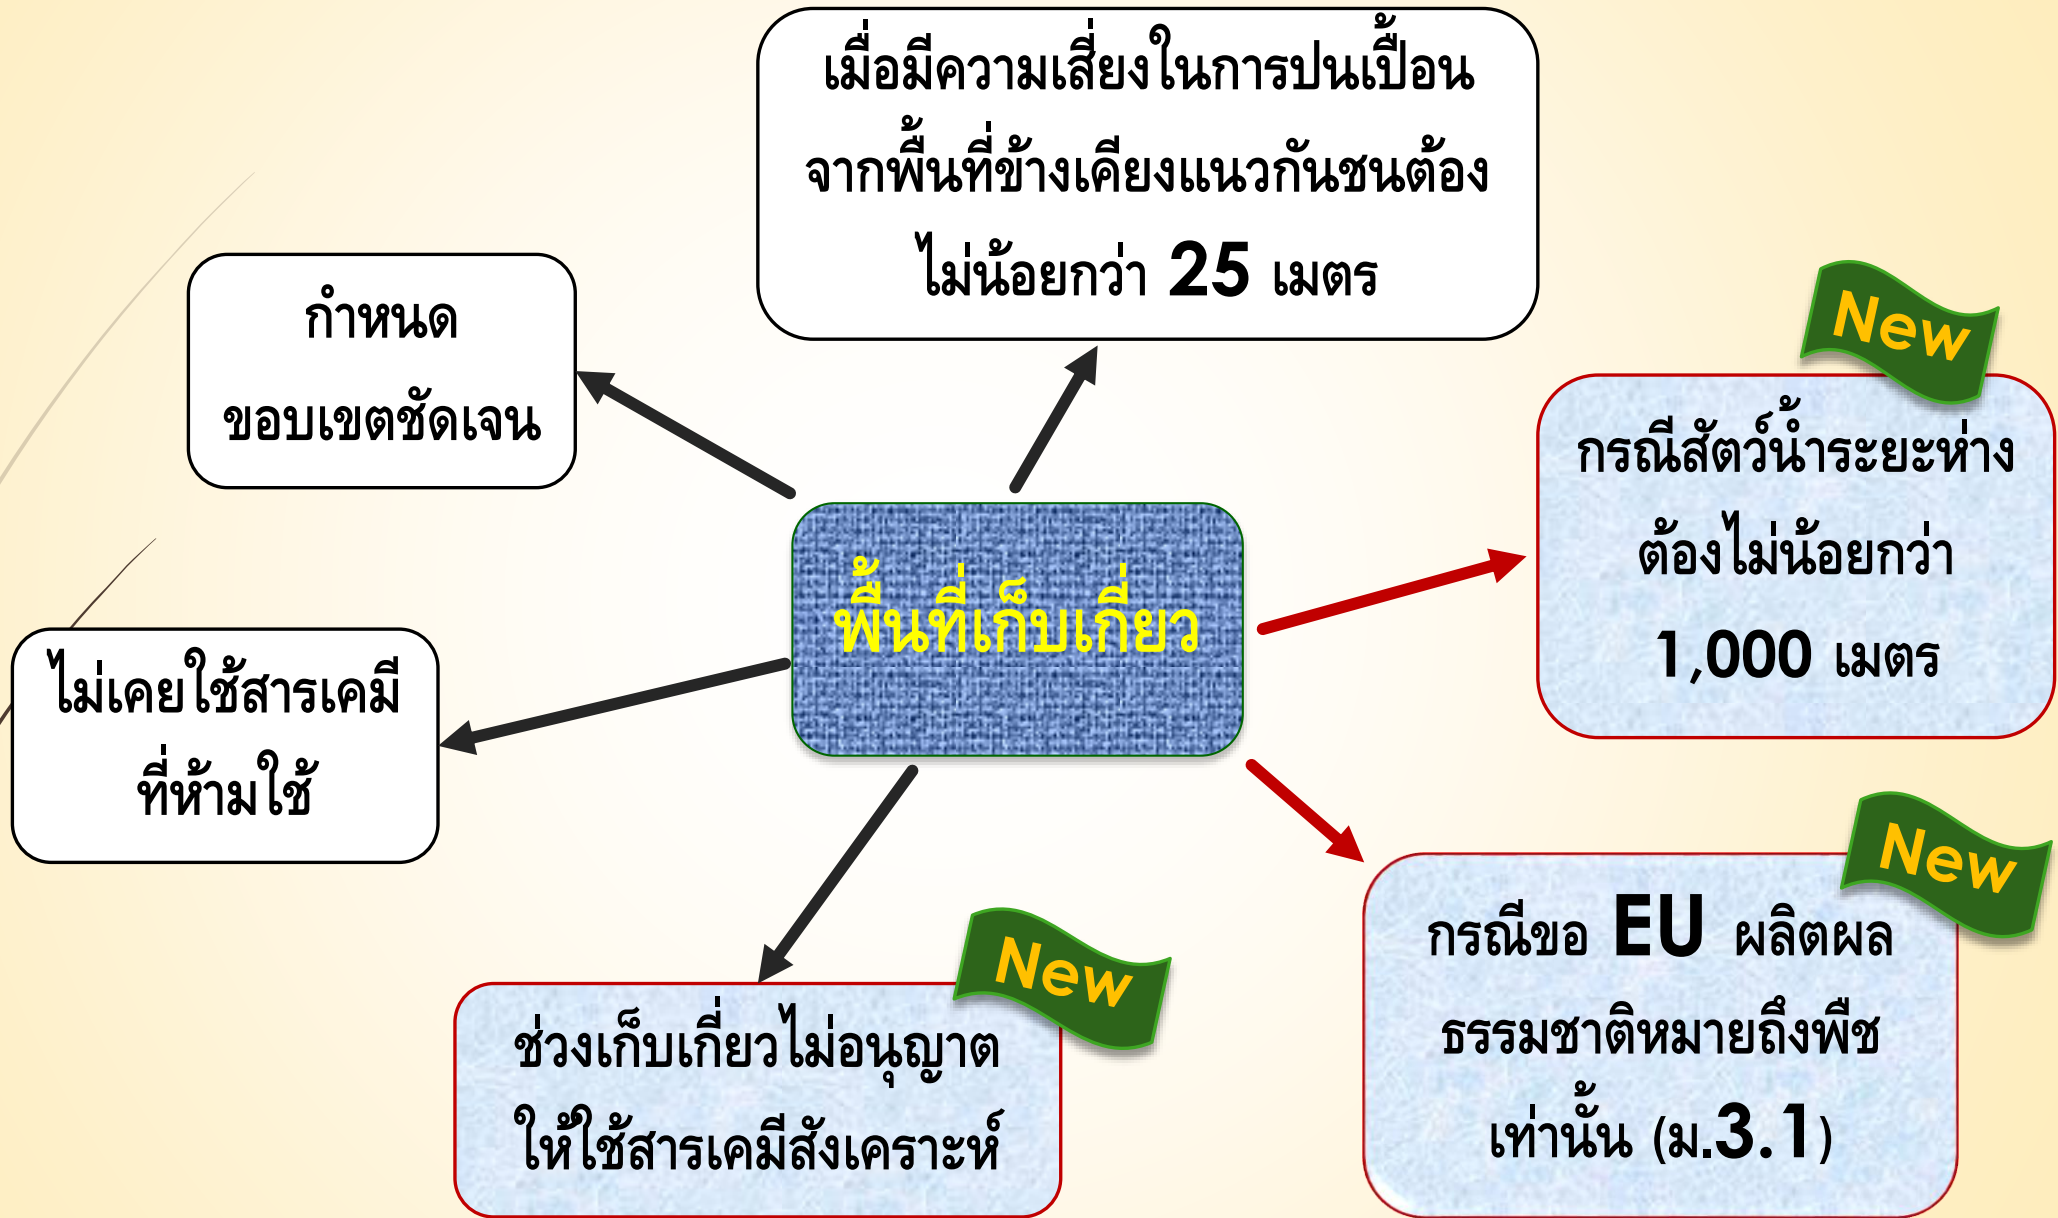 เมื่อมีความเสี่ยงในการปนเปื้อน
จากพื้นที่ข้างเคียงแนวกันชนต้อง
ไม่น้อยกว่า 25 เมตร
กำหนด
ขอบเขตชัดเจน
New
กรณีสัตว์น้ำระยะห่าง
ต้องไม่น้อยกว่า
1,000 เมตร
พื้นที่เก็บเกี่ยว
ไม่เคยใช้สารเคมี
ที่ห้ามใช้
New
กรณีขอ EU ผลิตผล
ธรรมชาติหมายถึงพืช
เท่านั้น (ม.3.1)
New
ช่วงเก็บเกี่ยวไม่อนุญาต
ให้ใช้สารเคมีสังเคราะห์